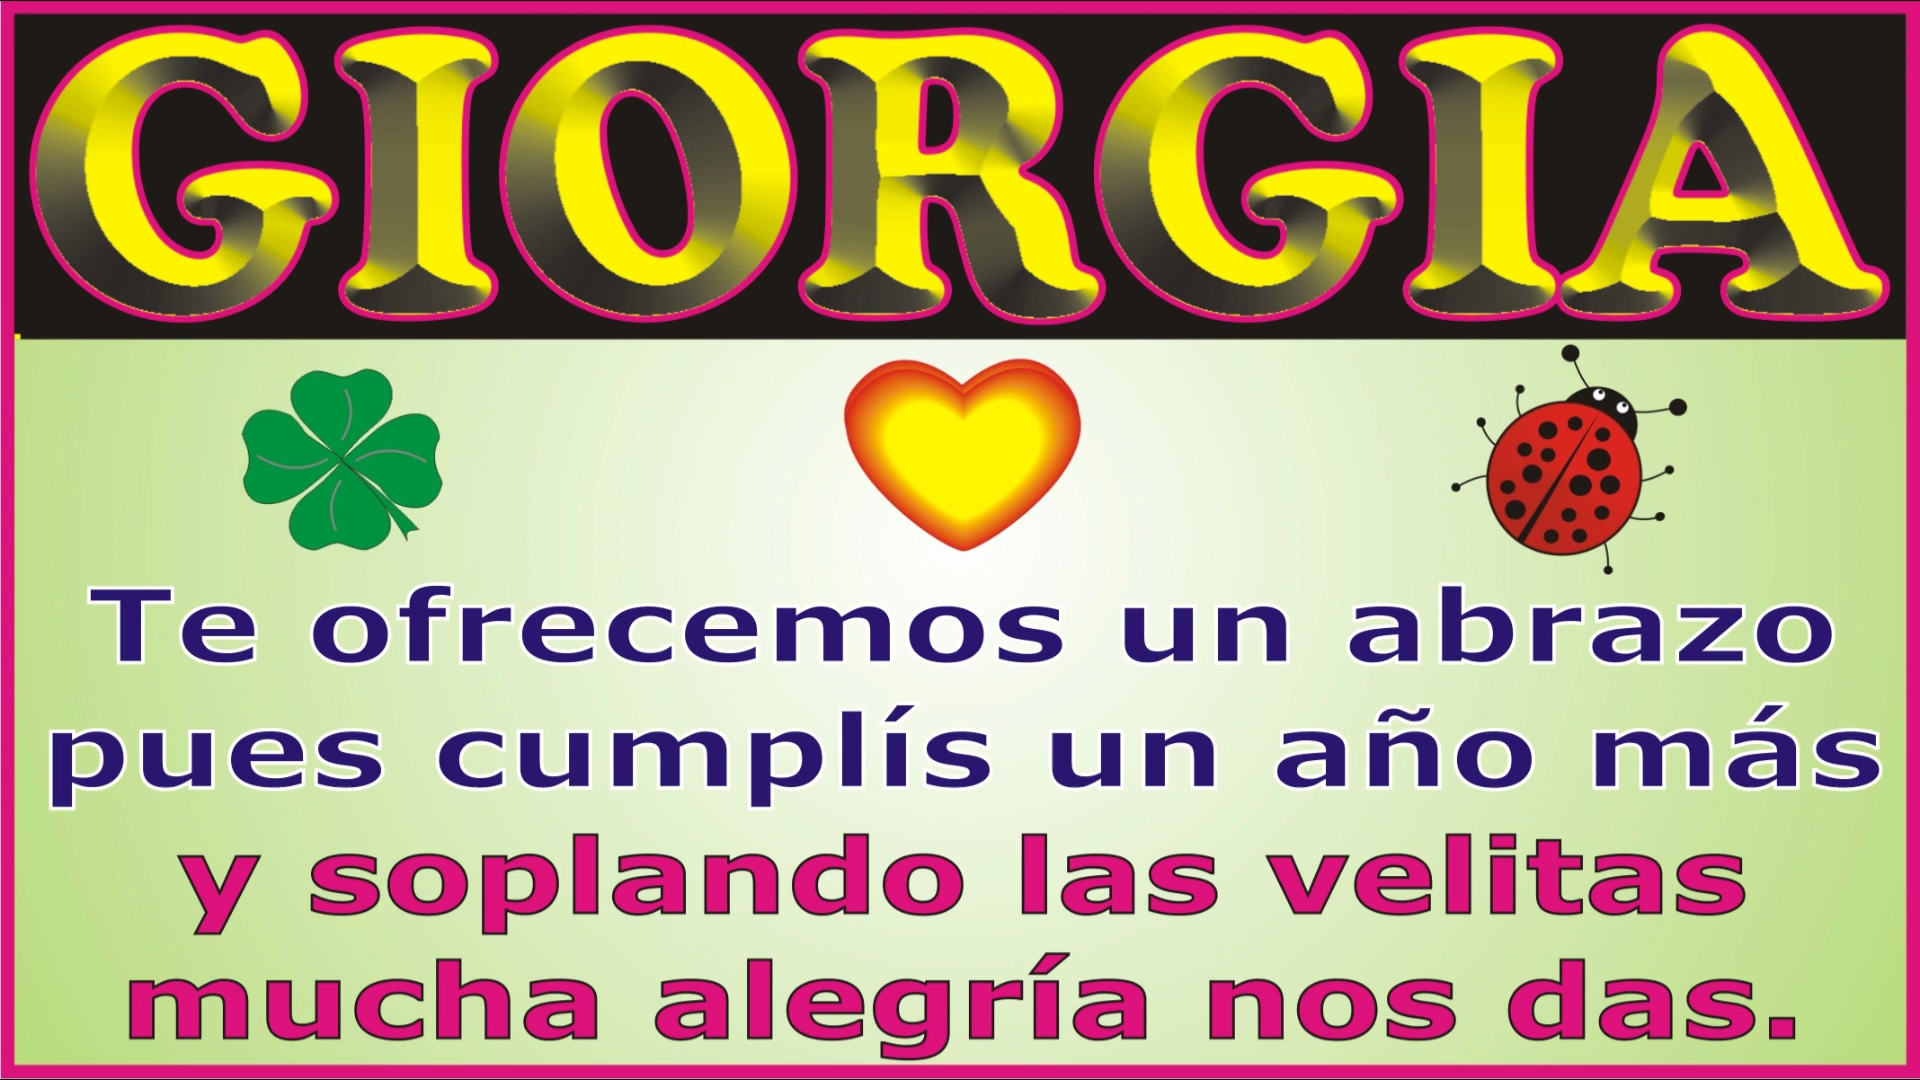 GIORGIA
Te ofrecemos un abrazo
pues cumplís un año más
y soplando las velitas
mucha alegría nos das.